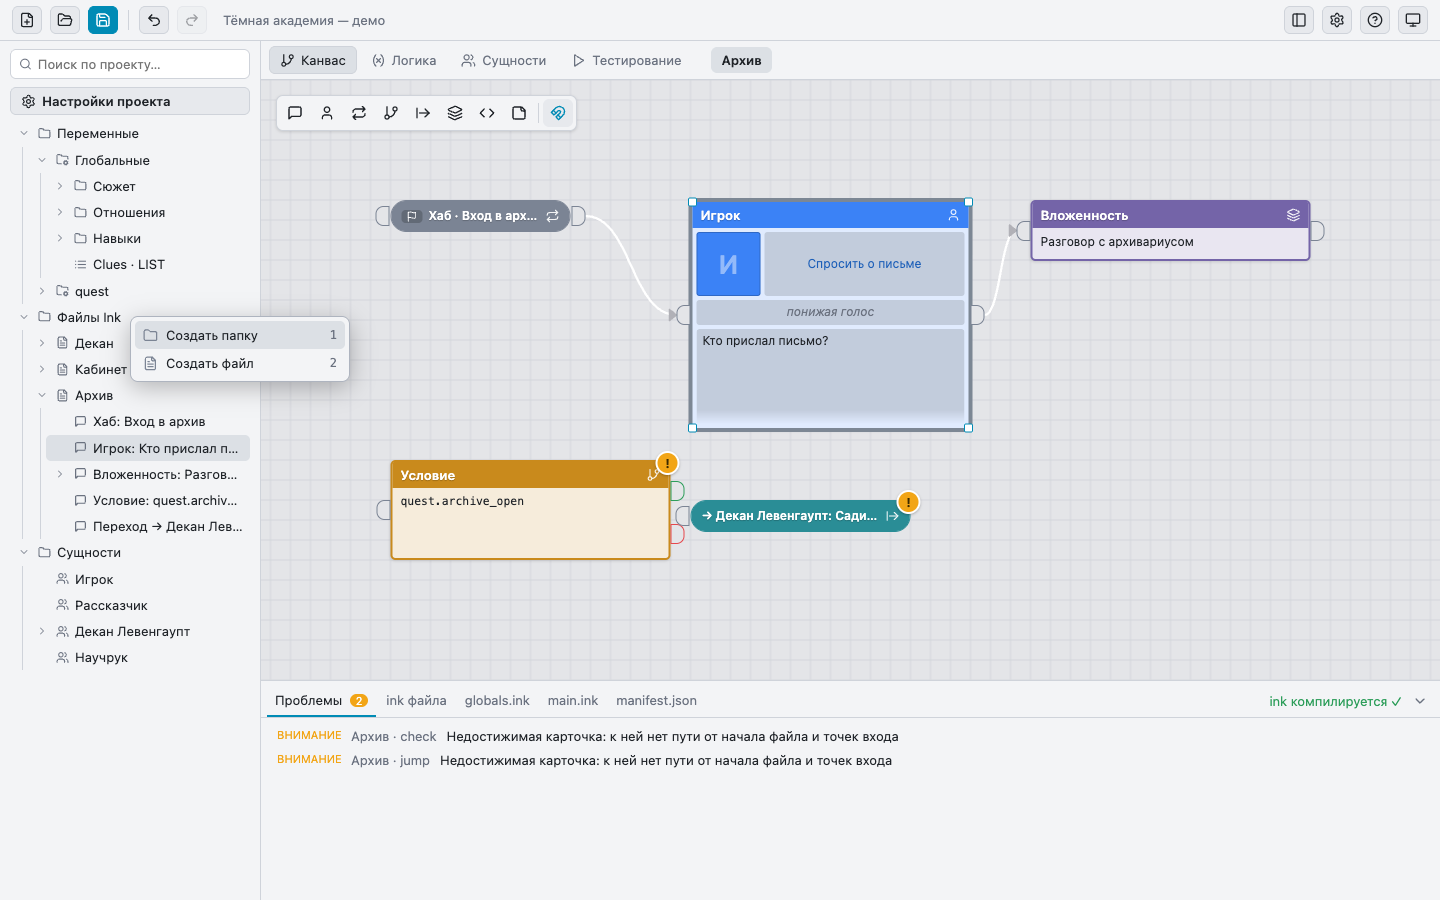 Тёмная академия — демо
Поиск по проекту...
Настройки проекта
Переменные
Глобальные
Сюжет
Отношения
Навыки
Clues · LIST
quest
Файлы Ink
Декан
Кабинет
Архив
Хаб: Вход в архив
Игрок: Кто прислал п...
Вложенность: Разгов...
Условие: quest.archiv...
Переход → Декан Лев...
Сущности
Игрок
Рассказчик
Декан Левенгаупт
Научрук
Создать папку 1
Создать файл 2
Канвас
Логика
Сущности
Тестирование
Архив
Хаб · Вход в арх...
Игрок
И
Спросить о письме
понижая голос
Кто прислал письмо?
Вложенность
Разговор с архивариусом
Условие
!
quest.archive_open
→ Декан Левенгаупт: Сади...
!
Проблемы 2
ink файла
globals.ink
main.ink
manifest.json
ink компилируется ✓
ВНИМАНИЕ Архив · check Недостижимая карточка: к ней нет пути от начала файла и точек входа
ВНИМАНИЕ Архив · jump Недостижимая карточка: к ней нет пути от начала файла и точек входа